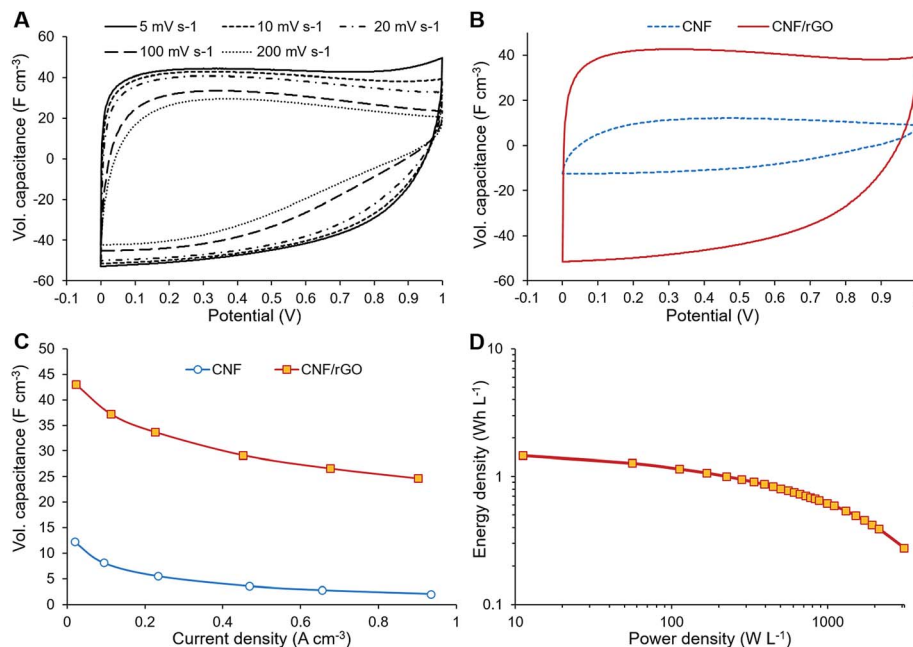 A
5 mV s-1
10 mV s-1
20 mV s-1
100 mV s-1
200 mV s-1
Vol. capacitance (F cm⁻³)
60
40
20
0
-20
-40
-60
-0.1 0 0.1 0.2 0.3 0.4 0.5 0.6 0.7 0.8 0.9 1
Potential (V)
B
CNF
CNF/rGO
Vol. capacitance (F cm⁻³)
40
20
0
-20
-40
-60
-0.1 0 0.1 0.2 0.3 0.4 0.5 0.6 0.7 0.8 0.9
Potential (V)
C
CNF
CNF/rGO
Vol. capacitance (F cm⁻³)
50
45
40
35
30
25
20
15
10
5
0
0 0.2 0.4 0.6 0.8 1
Current density (A cm⁻³)
D
Energy density (Wh L⁻¹)
10
1
0.1
10 100 1000
Power density (W L⁻¹)